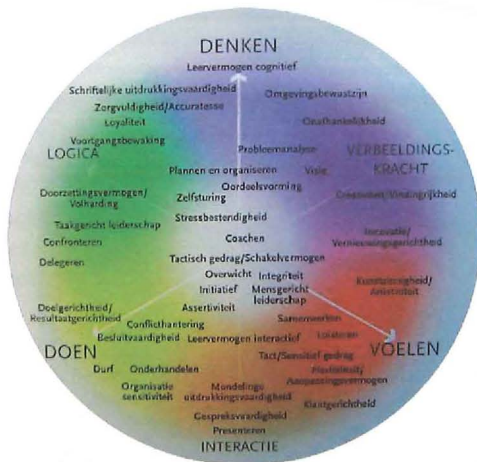 DENKEN
Leervermogen cognitief
Schriftelijke uitdrukkingsvaardigheid
Omgevingsbewustzijn
Zorgvuldigheid/Accuratesse
Loyaliteit
Onafhankelijkheid
Voortgangsbewaking
Probleemanalyse
LOGICA
VERBEELDINGS-
KRACHT
Plannen en organiseren
Visie
Oordeelsvorming
Doorzettingsvermogen/
Volharding
Zelfsturing
Creativiteit/Vindingrijkheid
Taakgericht leiderschap
Stressbestendigheid
Confronteren
Coachen
Innovatie/
Vernieuwingsgerichtheid
Delegeren
Tactisch gedrag/Schakelvermogen
Overwicht
Integriteit
Initiatief
Mensgericht
leiderschap
Kunstzinnigheid/
Artisticiteit
Doelgerichtheid/
Resultaatgerichtheid
Assertiviteit
Samenwerken
Conflicthantering
Besluitvaardigheid
Leervermogen interactief
Luisteren
DOEN
VOELEN
Tact/Sensitief gedrag
Durf
Onderhandelen
Flexibiliteit/
Aanpassingsvermogen
Organisatie
sensitiviteit
Mondelinge
uitdrukkingsvaardigheid
Klantgerichtheid
Gespreksvaardigheid
Presenteren
INTERACTIE